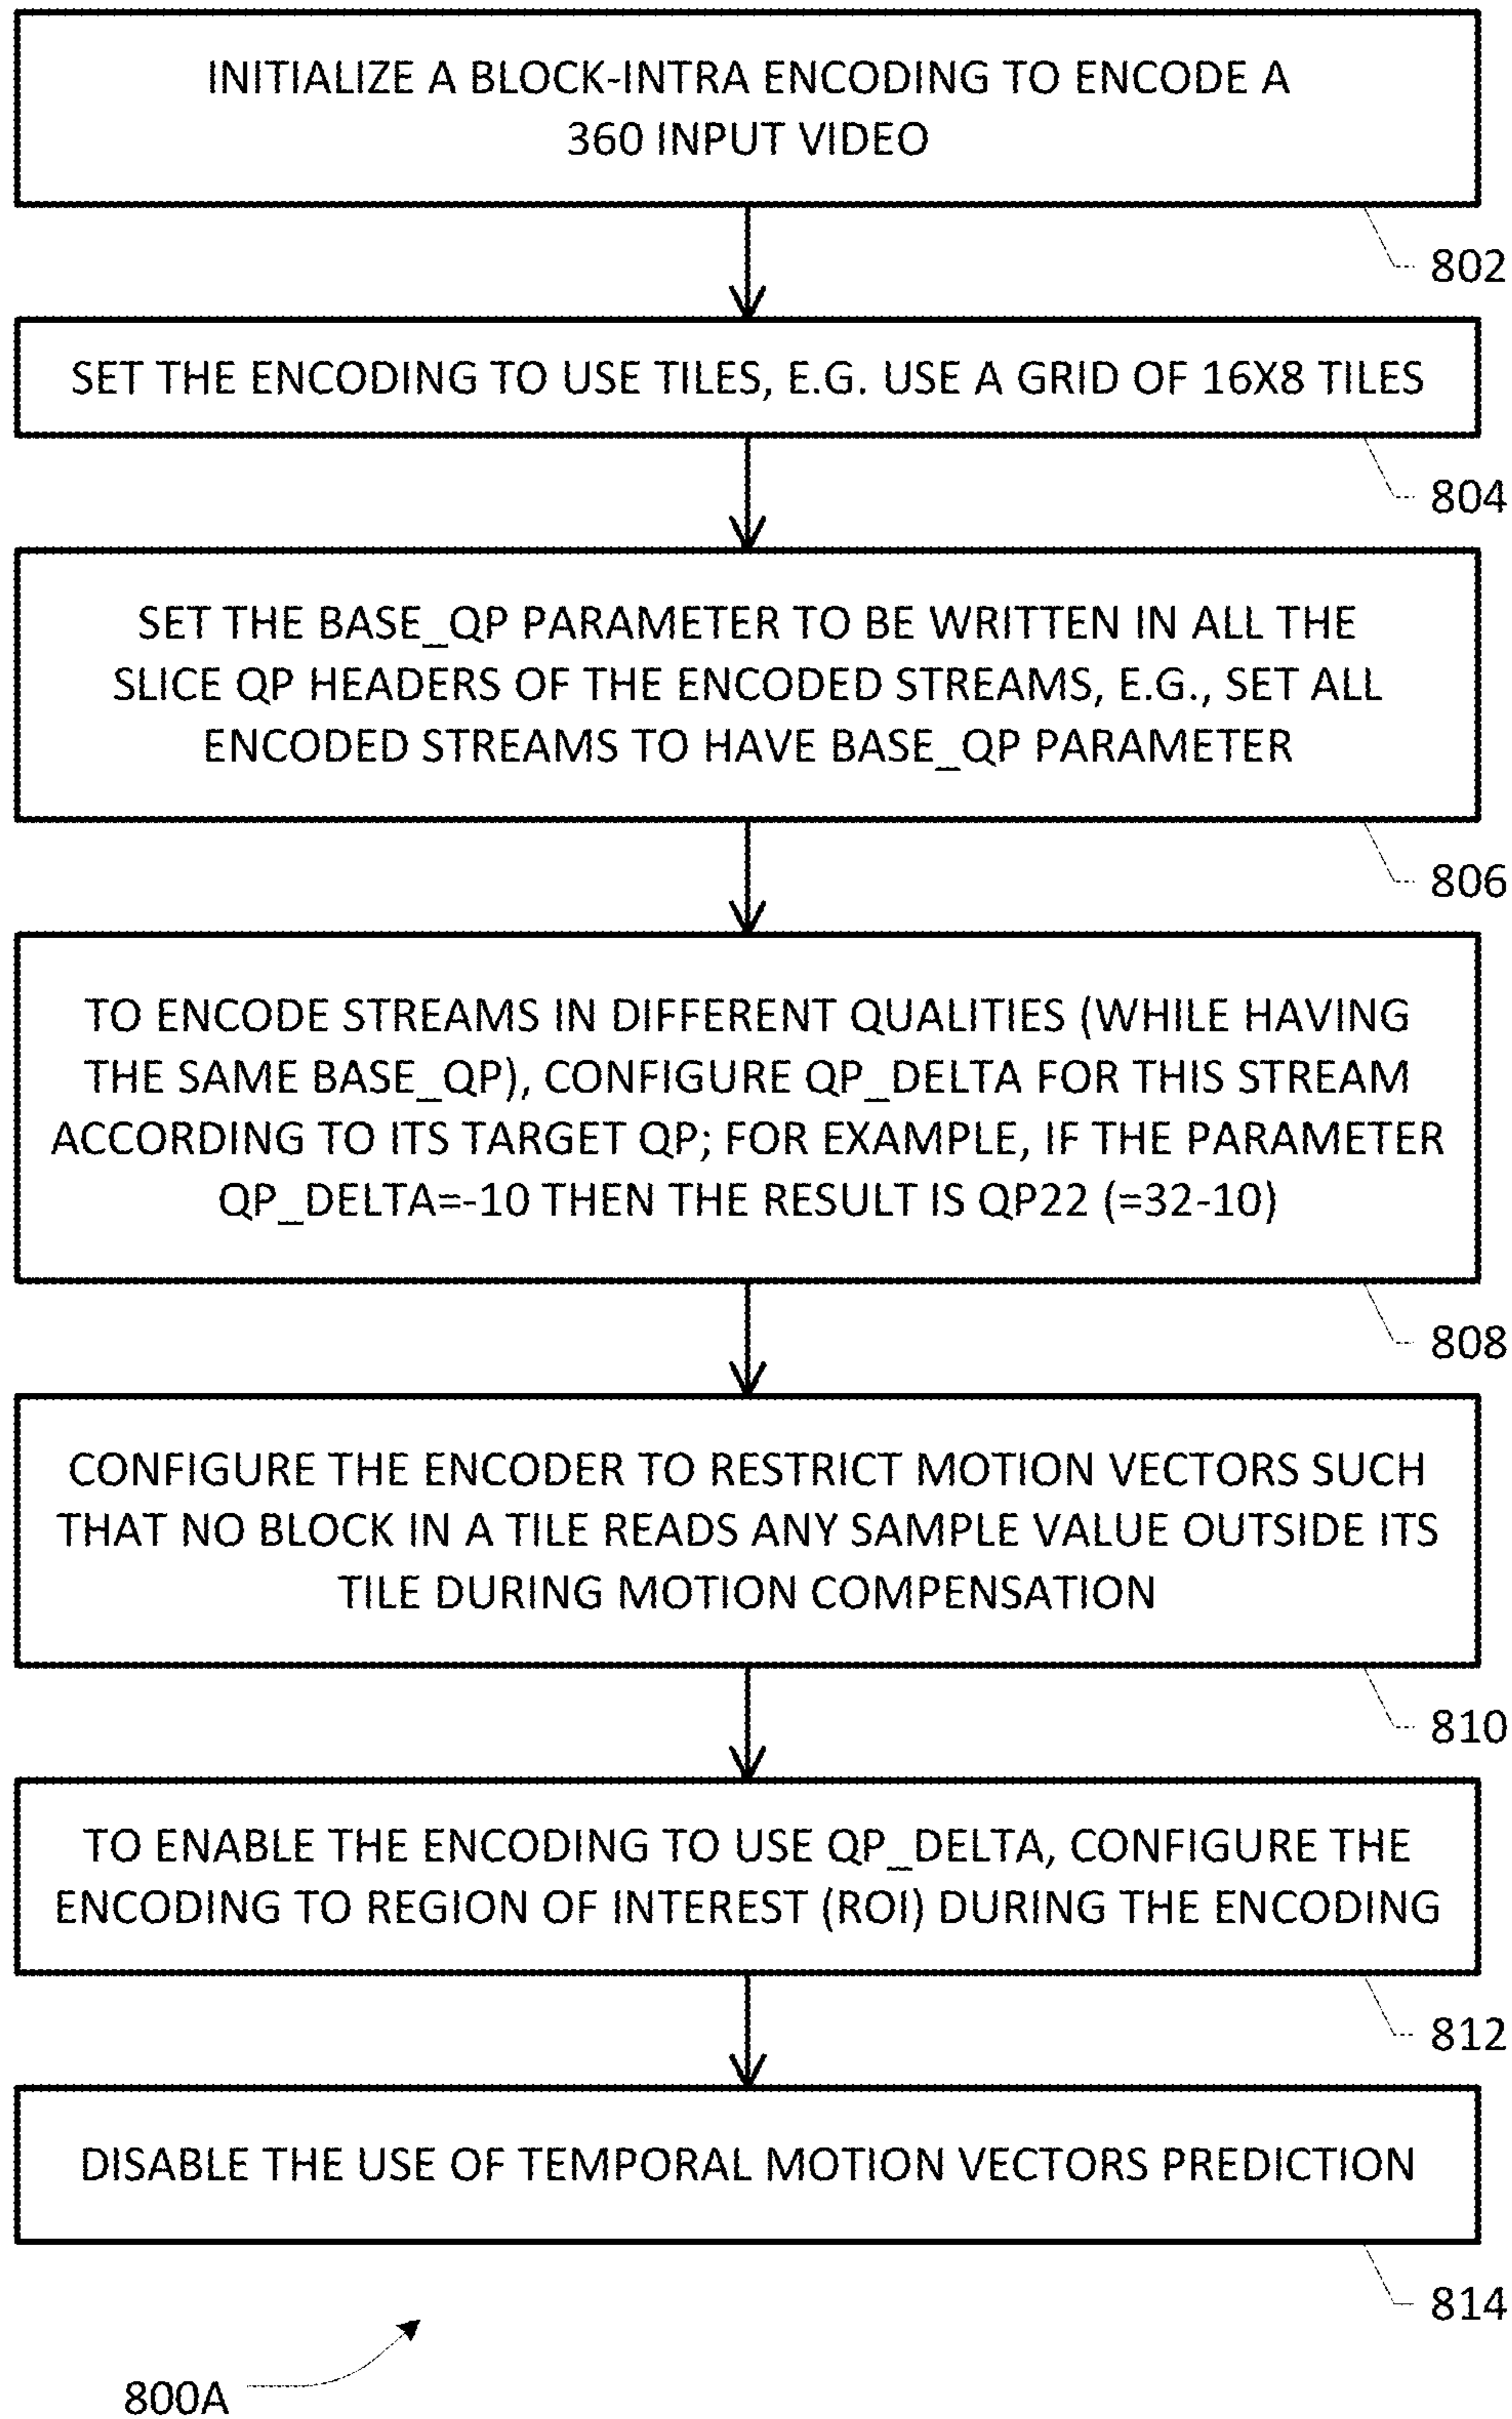 INITIALIZE A BLOCK-INTRA ENCODING TO ENCODE A
360 INPUT VIDEO
802
SET THE ENCODING TO USE TILES, E.G. USE A GRID OF 16X8 TILES
804
SET THE BASE_QP PARAMETER TO BE WRITTEN IN ALL THE
SLICE QP HEADERS OF THE ENCODED STREAMS, E.G., SET ALL
ENCODED STREAMS TO HAVE BASE_QP PARAMETER
806
TO ENCODE STREAMS IN DIFFERENT QUALITIES (WHILE HAVING
THE SAME BASE_QP), CONFIGURE QP_DELTA FOR THIS STREAM
ACCORDING TO ITS TARGET QP; FOR EXAMPLE, IF THE PARAMETER
QP_DELTA=-10 THEN THE RESULT IS QP22 (=32-10)
808
CONFIGURE THE ENCODER TO RESTRICT MOTION VECTORS SUCH
THAT NO BLOCK IN A TILE READS ANY SAMPLE VALUE OUTSIDE ITS
TILE DURING MOTION COMPENSATION
810
TO ENABLE THE ENCODING TO USE QP_DELTA, CONFIGURE THE
ENCODING TO REGION OF INTEREST (ROI) DURING THE ENCODING
812
DISABLE THE USE OF TEMPORAL MOTION VECTORS PREDICTION
814
800A